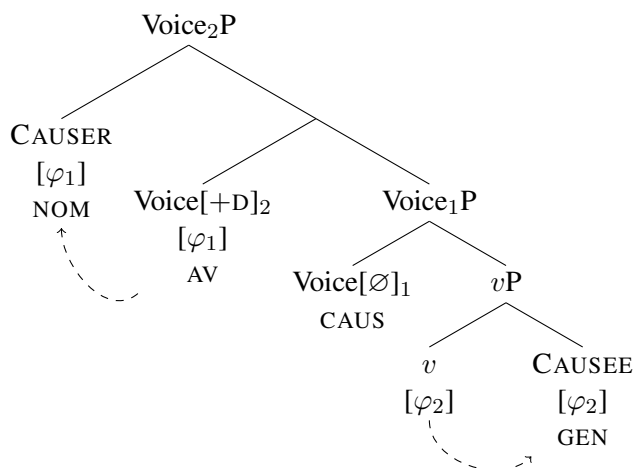 Voice₂P
CAUSER
[φ₁]
NOM
Voice[+D]₂
[φ₁]
AV
Voice₁P
Voice[∅]₁
CAUS
vP
v
[φ₂]
CAUSEE
[φ₂]
GEN